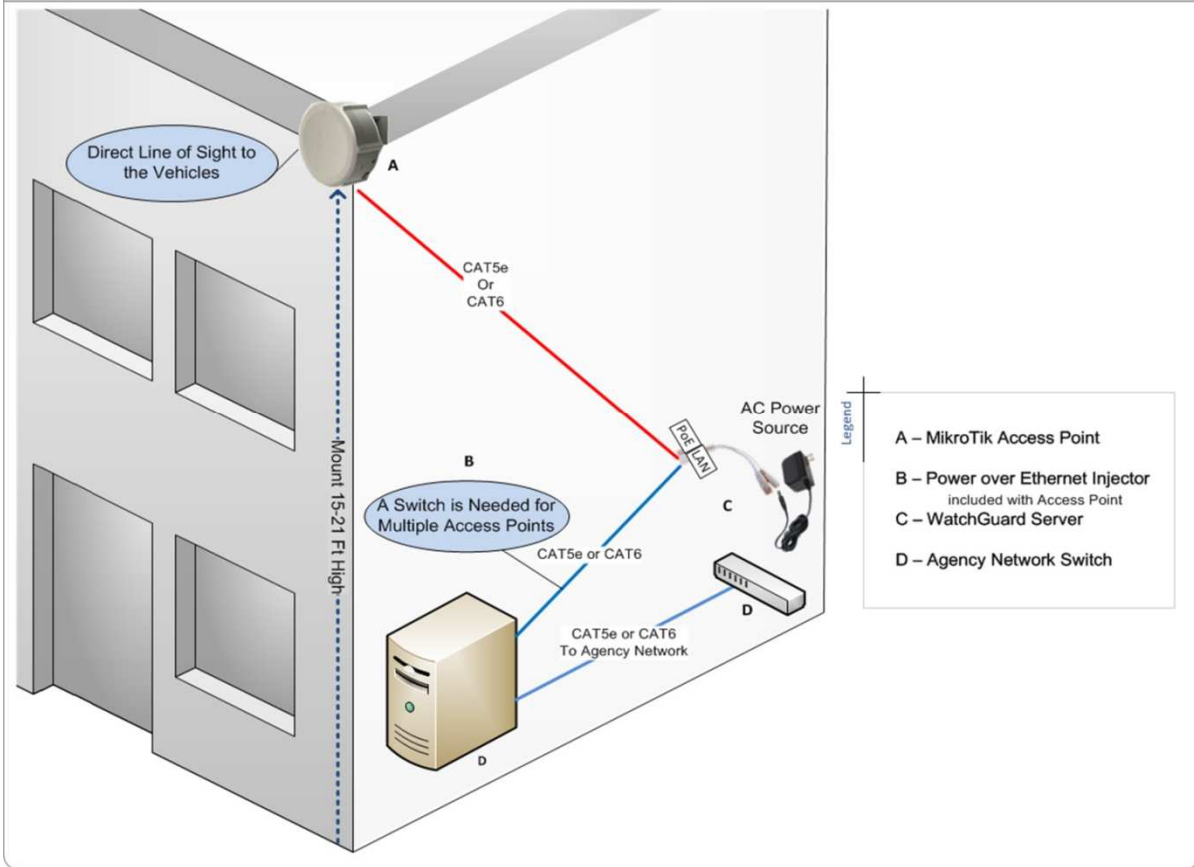 Direct Line of Sight to
the Vehicles
A
CAT5e
Or
CAT6
Mount 15-21 Ft High
B
A Switch is Needed for
Multiple Access Points
CAT5e or CAT6
PoE
LAN
AC Power
Source
C
D
CAT5e or CAT6
To Agency Network
D
Legend
A – MikroTik Access Point
B – Power over Ethernet Injector
included with Access Point
C – WatchGuard Server
D – Agency Network Switch